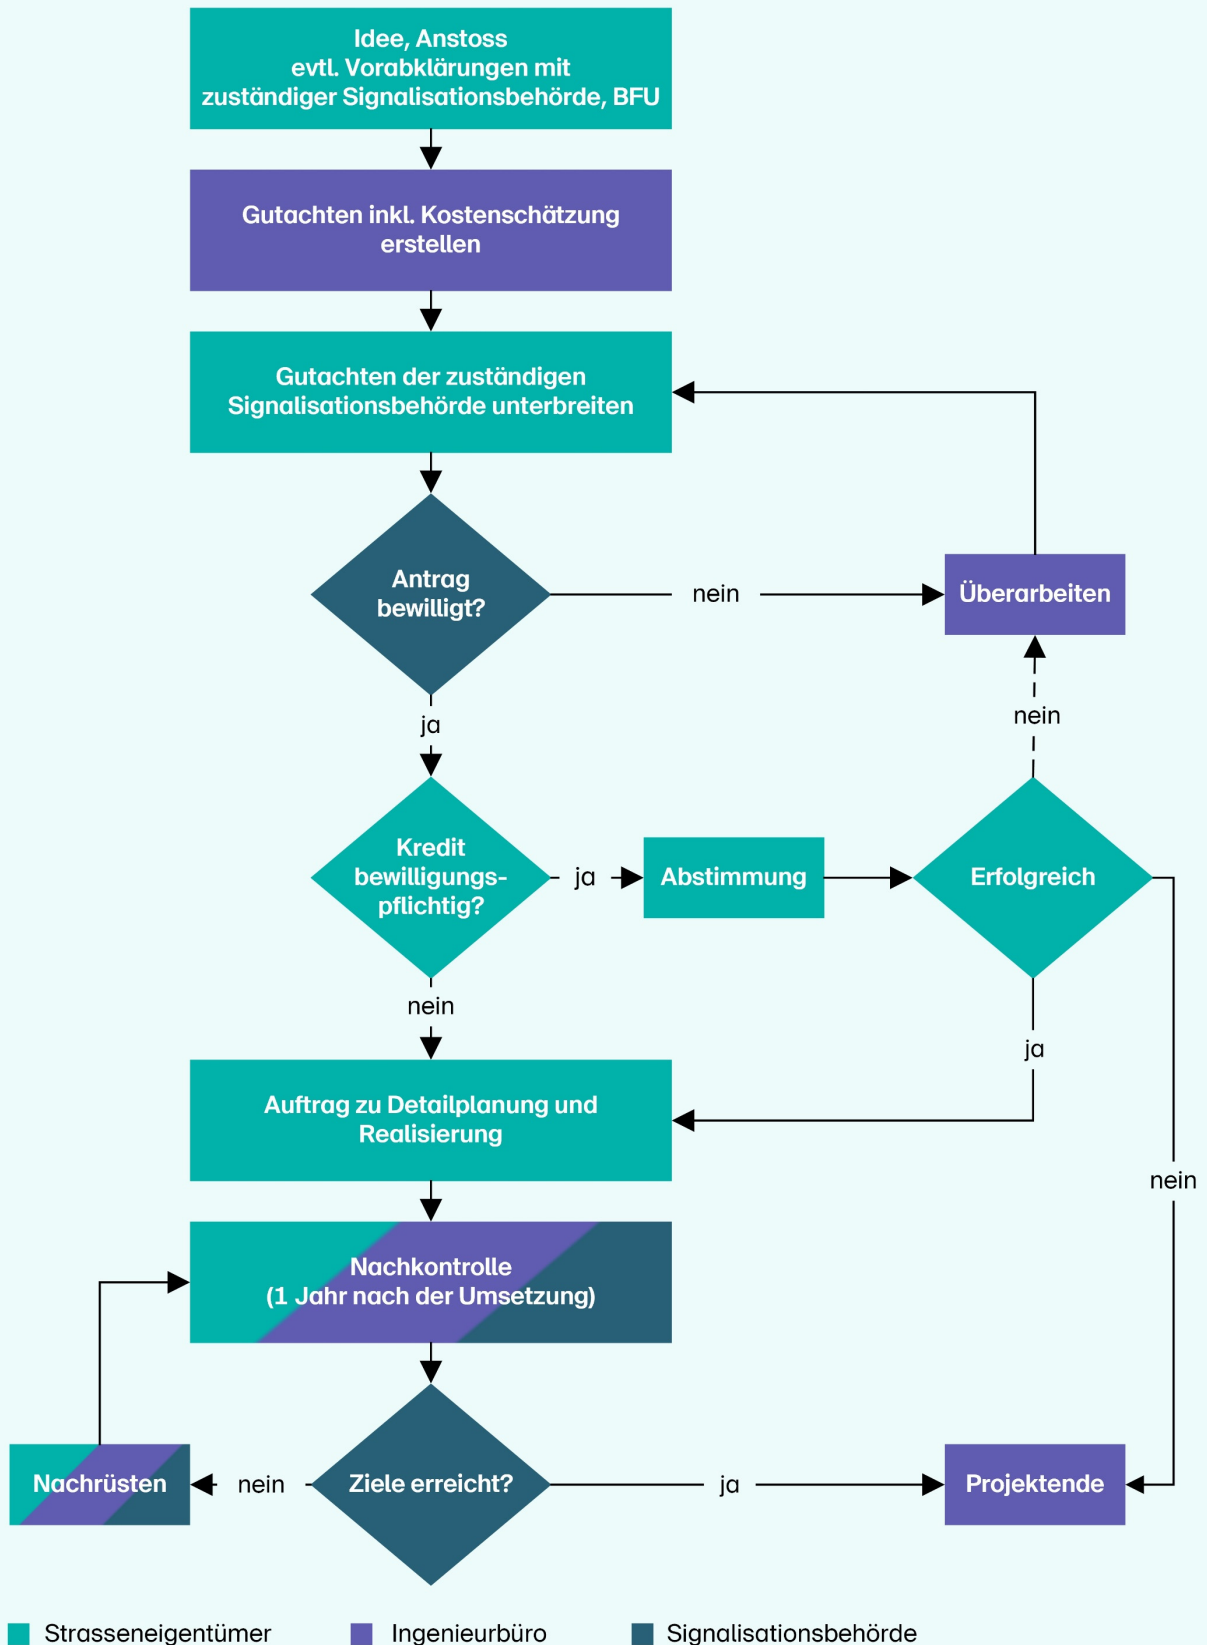 Idee, Anstoss
evtl. Vorabklärungen mit
zuständiger Signalisationsbehörde, BFU
Gutachten inkl. Kostenschätzung
erstellen
Gutachten der zuständigen
Signalisationsbehörde unterbreiten
Antrag
bewilligt?
nein
Überarbeiten
ja
nein
Kredit
bewilligungs-
pflichtig?
ja
Abstimmung
Erfolgreich
nein
ja
Auftrag zu Detailplanung und
Realisierung
nein
Nachkontrolle
(1 Jahr nach der Umsetzung)
Nachrüsten
nein
Ziele erreicht?
ja
Projektende
Strasseneigentümer
Ingenieurbüro
Signalisationsbehörde